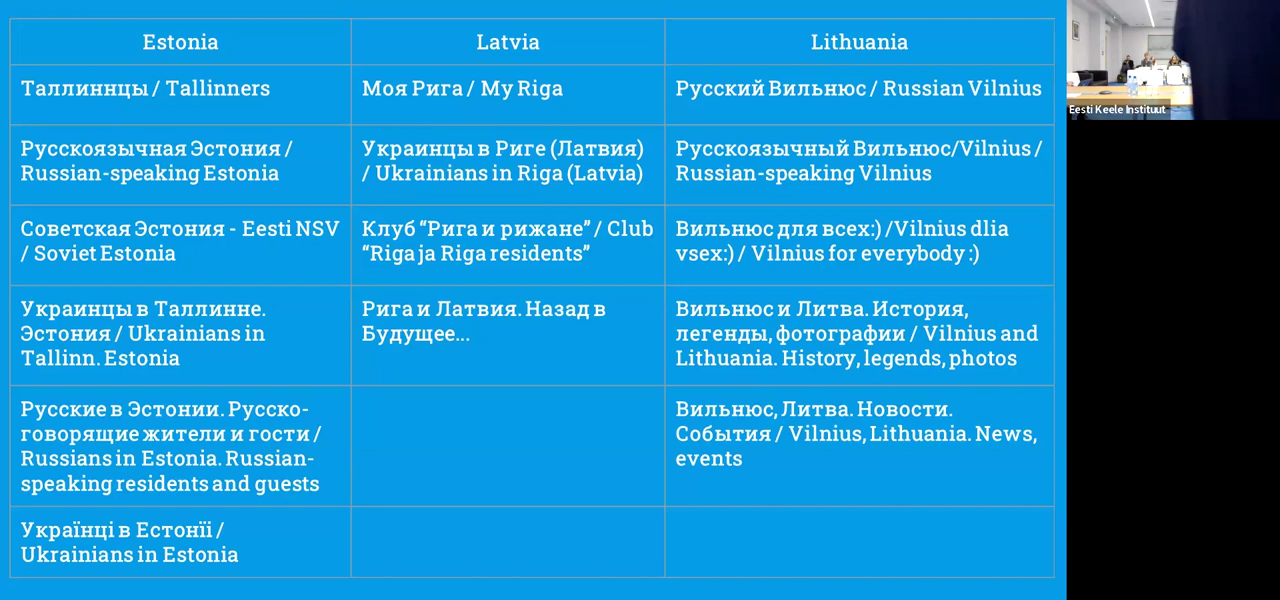 Estonia
Latvia
Lithuania
Таллиннцы / Tallinners
Моя Рига / My Riga
Русский Вильнюс / Russian Vilnius
Русскоязычная Эстония /
Russian-speaking Estonia
Украинцы в Риге (Латвия)
/ Ukrainians in Riga (Latvia)
Русскоязычный Вильнюс/Vilnius /
Russian-speaking Vilnius
Советская Эстония - Eesti NSV
/ Soviet Estonia
Клуб “Рига и рижане” / Club
“Riga ja Riga residents”
Вильнюс для всех:) /Vilnius dlia
vsex:) / Vilnius for everybody :)
Украинцы в Таллинне.
Эстония / Ukrainians in
Tallinn. Estonia
Рига и Латвия. Назад в
Будущее...
Вильнюс и Литва. История,
легенды, фотографии / Vilnius and
Lithuania. History, legends, photos
Русские в Эстонии. Русско-
говорящие жители и гости /
Russians in Estonia. Russian-
speaking residents and guests
Вильнюс, Литва. Новости.
События / Vilnius, Lithuania. News,
events
Українці в Естонїї /
Ukrainians in Estonia
Eesti Keele Instituut